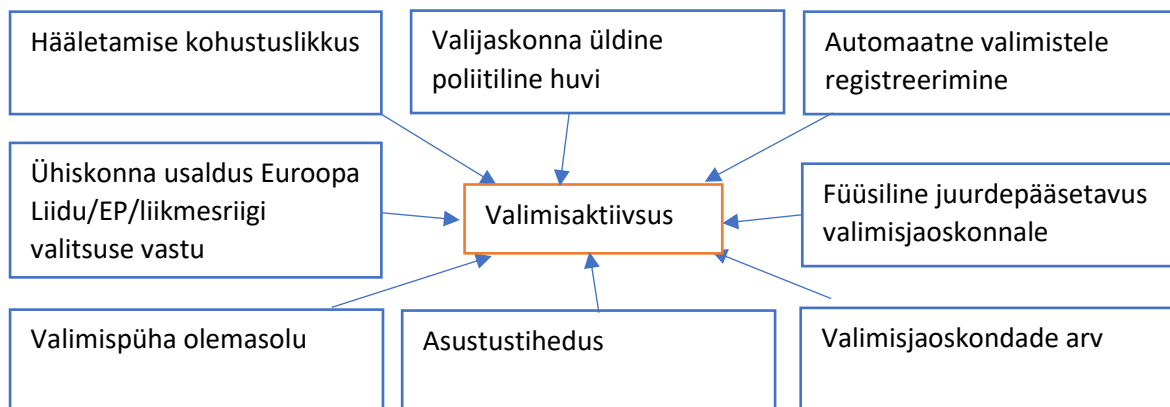 Hääletamise kohustuslikkus
Valijaskonna üldine
poliitiline huvi
Automaatne valimistele
registreerimine
Ühiskonna usaldus Euroopa
Liidu/EP/liikmesriigi
valitsuse vastu
Valimisaktiivsus
Füüsiline juurdepääsetavus
valimisjaoskonnale
Valimispüha olemasolu
Asustustihedus
Valimisjaoskondade arv